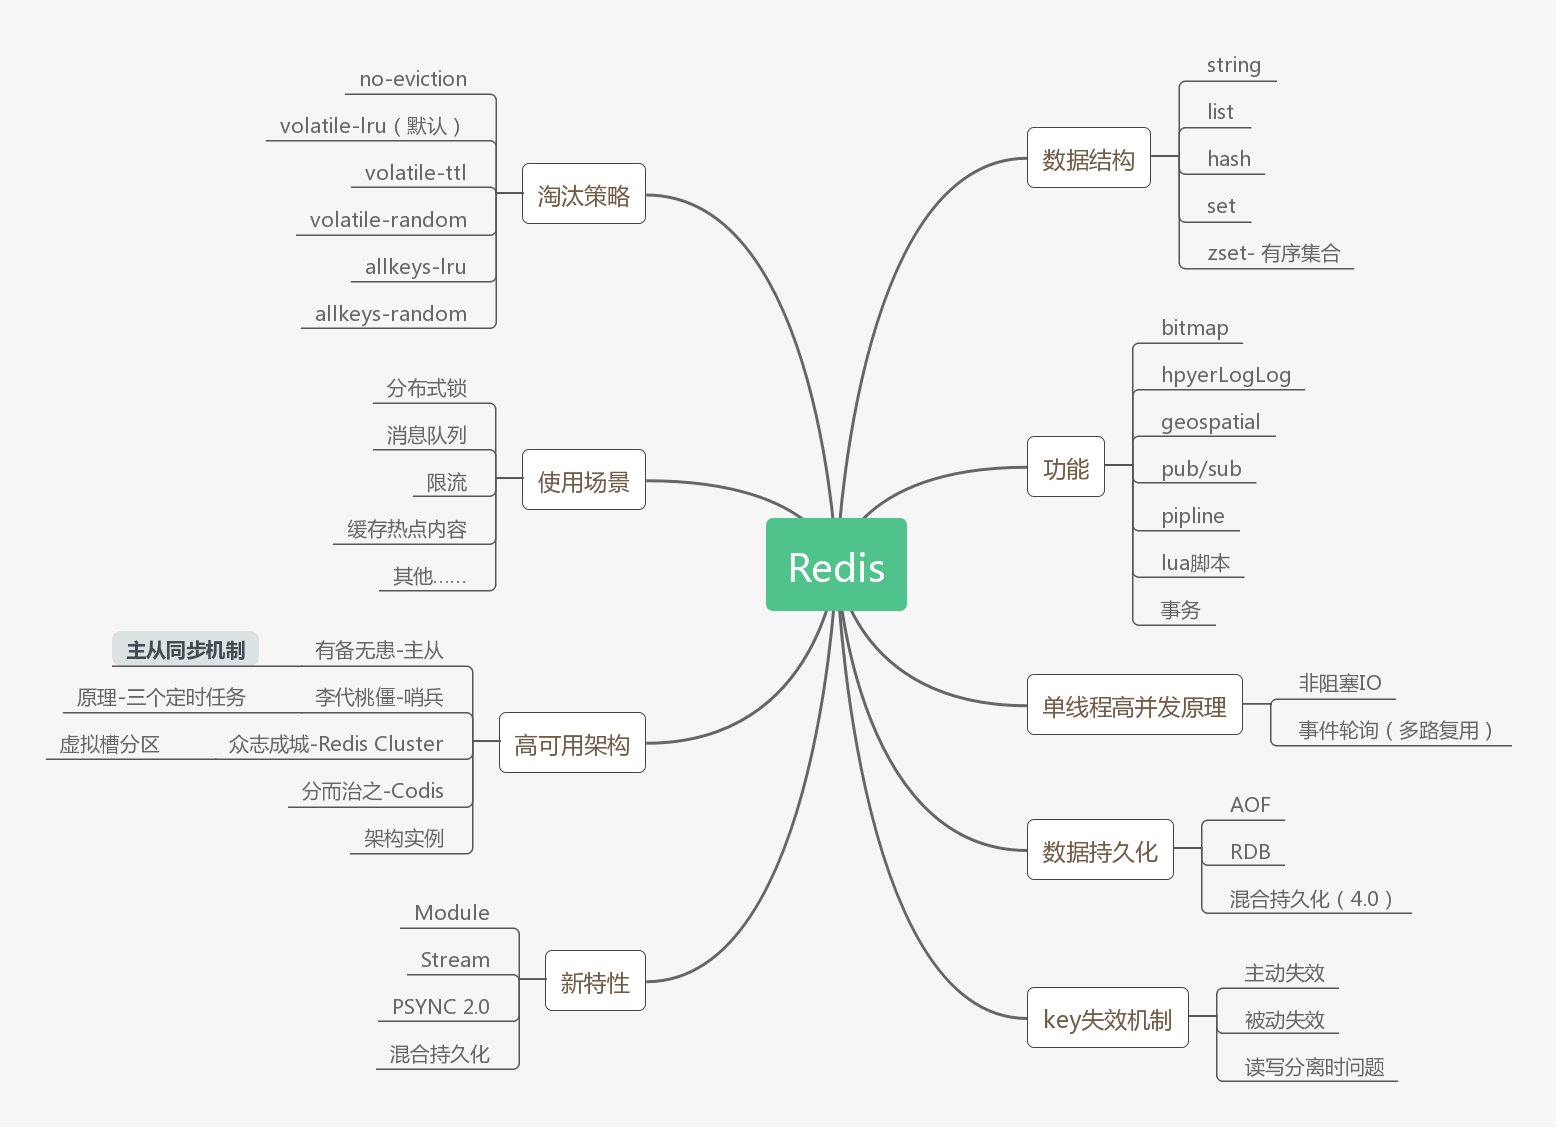 Redis
数据结构
string
list
hash
set
zset- 有序集合
功能
bitmap
hpyerLogLog
geospatial
pub/sub
pipline
lua脚本
事务
单线程高并发原理
非阻塞IO
事件轮询（多路复用）
数据持久化
AOF
RDB
混合持久化（4.0）
key失效机制
主动失效
被动失效
读写分离时问题
淘汰策略
no-eviction
volatile-lru（默认）
volatile-ttl
volatile-random
allkeys-lru
allkeys-random
使用场景
分布式锁
消息队列
限流
缓存热点内容
其他……
高可用架构
有备无患-主从
主从同步机制
李代桃僵-哨兵
原理-三个定时任务
众志成城-Redis Cluster
虚拟槽分区
分而治之-Codis
架构实例
新特性
Module
Stream
PSYNC 2.0
混合持久化